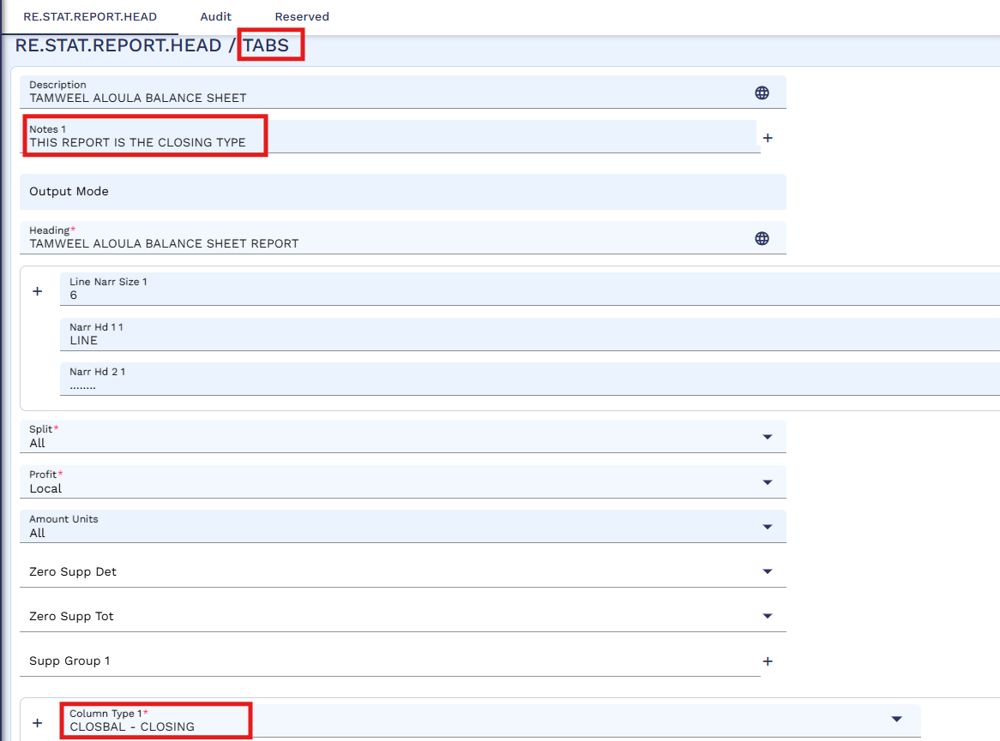 RE.STAT.REPORT.HEAD Audit Reserved
RE.STAT.REPORT.HEAD / TABS
Description
TAMWEEL ALOULA BALANCE SHEET
Notes 1
THIS REPORT IS THE CLOSING TYPE
+
Output Mode
Heading*
TAMWEEL ALOULA BALANCE SHEET REPORT
+
Line Narr Size 1
6
Narr Hd 1 1
LINE
Narr Hd 2 1
........
Split*
All
Profit*
Local
Amount Units
All
Zero Supp Det
Zero Supp Tot
Supp Group 1 +
+
Column Type 1*
CLOSBAL - CLOSING